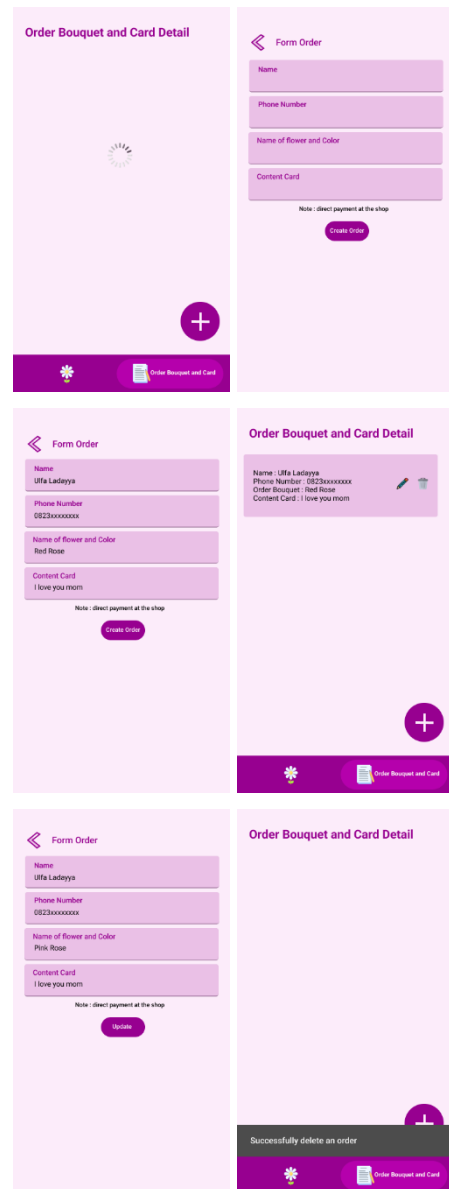 Order Bouquet and Card Detail
Order Bouquet and Card
Form Order
Name
Phone Number
Name of flower and Color
Content Card
Note : direct payment at the shop
Create Order
Form Order
Name
Ulfa Ladayya
Phone Number
0823xxxxxxxx
Name of flower and Color
Red Rose
Content Card
I love you mom
Note : direct payment at the shop
Create Order
Order Bouquet and Card Detail
Name : Ulfa Ladayya
Phone Number : 0823xxxxxxxx
Order Bouquet : Red Rose
Content Card : I love you mom
Order Bouquet and Card
Form Order
Name
Ulfa Ladayya
Phone Number
0823xxxxxxxx
Name of flower and Color
Pink Rose
Content Card
I love you mom
Note : direct payment at the shop
Update
Order Bouquet and Card Detail
Successfully delete an order
Order Bouquet and Card